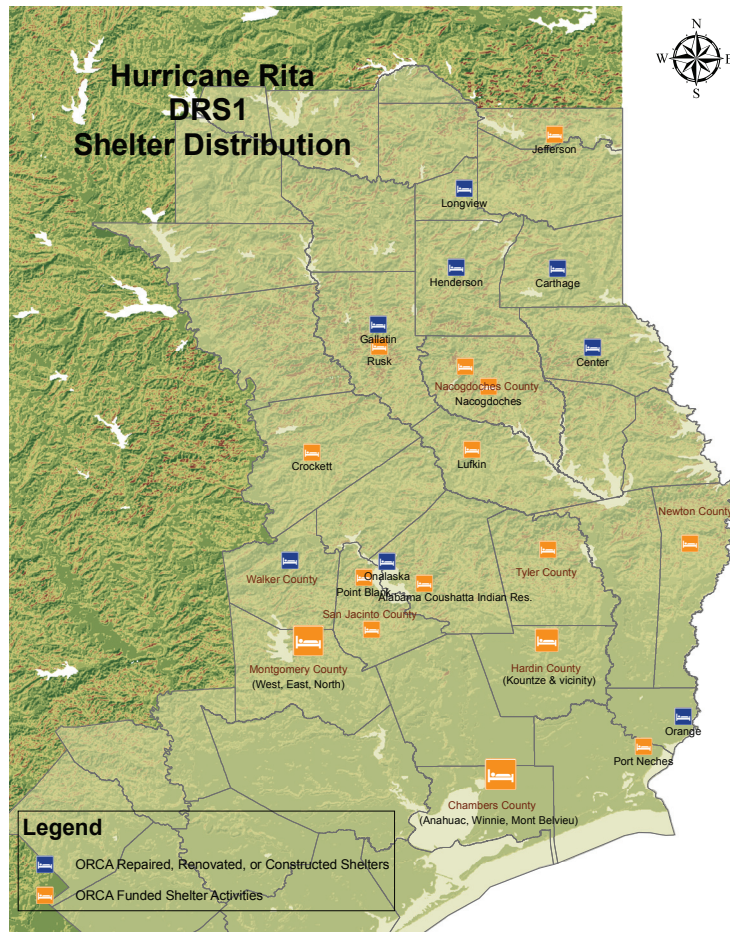 Hurricane Rita
DRS1
Shelter Distribution
N
W
E
S
Jefferson
Longview
Henderson
Carthage
Gallatin
Rusk
Center
Nacogdoches County
Nacogdoches
Crockett
Lufkin
Newton County
Walker County
Onalaska
Tyler County
Point Blank
Alabama Coushatta Indian Res.
San Jacinto County
Montgomery County
(West, East, North)
Hardin County
(Kountze & vicinity)
Orange
Port Neches
Chambers County
(Anahuac, Winnie, Mont Belvieu)
Legend
ORCA Repaired, Renovated, or Constructed Shelters
ORCA Funded Shelter Activities